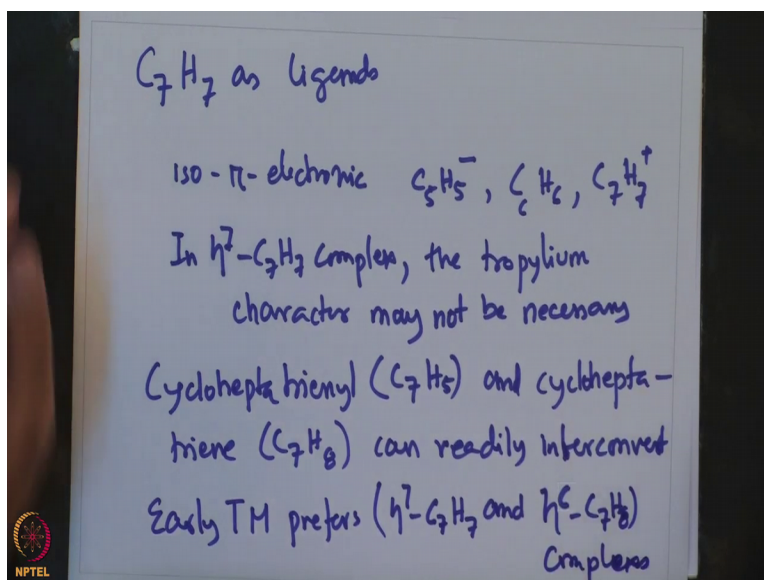 C₇H₇ as ligands
iso-π-electronic C₅H₅⁻, C₆H₆, C₇H₇⁺
In η⁷-C₇H₇ complex, the tropylium
character may not be necessary
Cycloheptatrienyl (C₇H₅) and cyclohepta-
triene (C₇H₈) can readily interconvert
Early TM prefers (η⁷-C₇H₇ and η⁶-C₇H₈)
Complexes
NPTEL